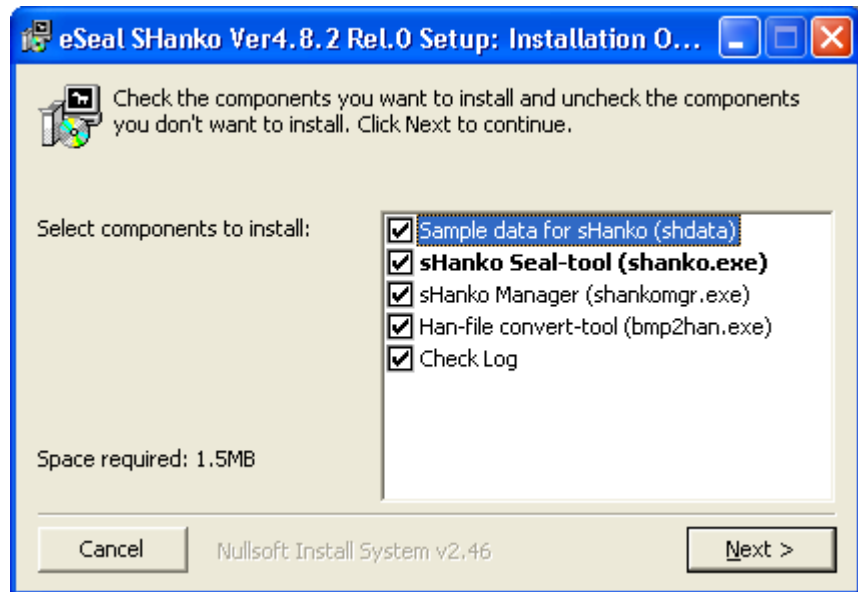 eSeal SHanko Ver4.8.2 Rel.0 Setup: Installation O...
Check the components you want to install and uncheck the components
you don't want to install. Click Next to continue.
Select components to install:
Sample data for sHanko (shdata)
sHanko Seal-tool (shanko.exe)
sHanko Manager (shankomgr.exe)
Han-file convert-tool (bmp2han.exe)
Check Log
Space required: 1.5MB
Cancel
Nullsoft Install System v2.46
Next >